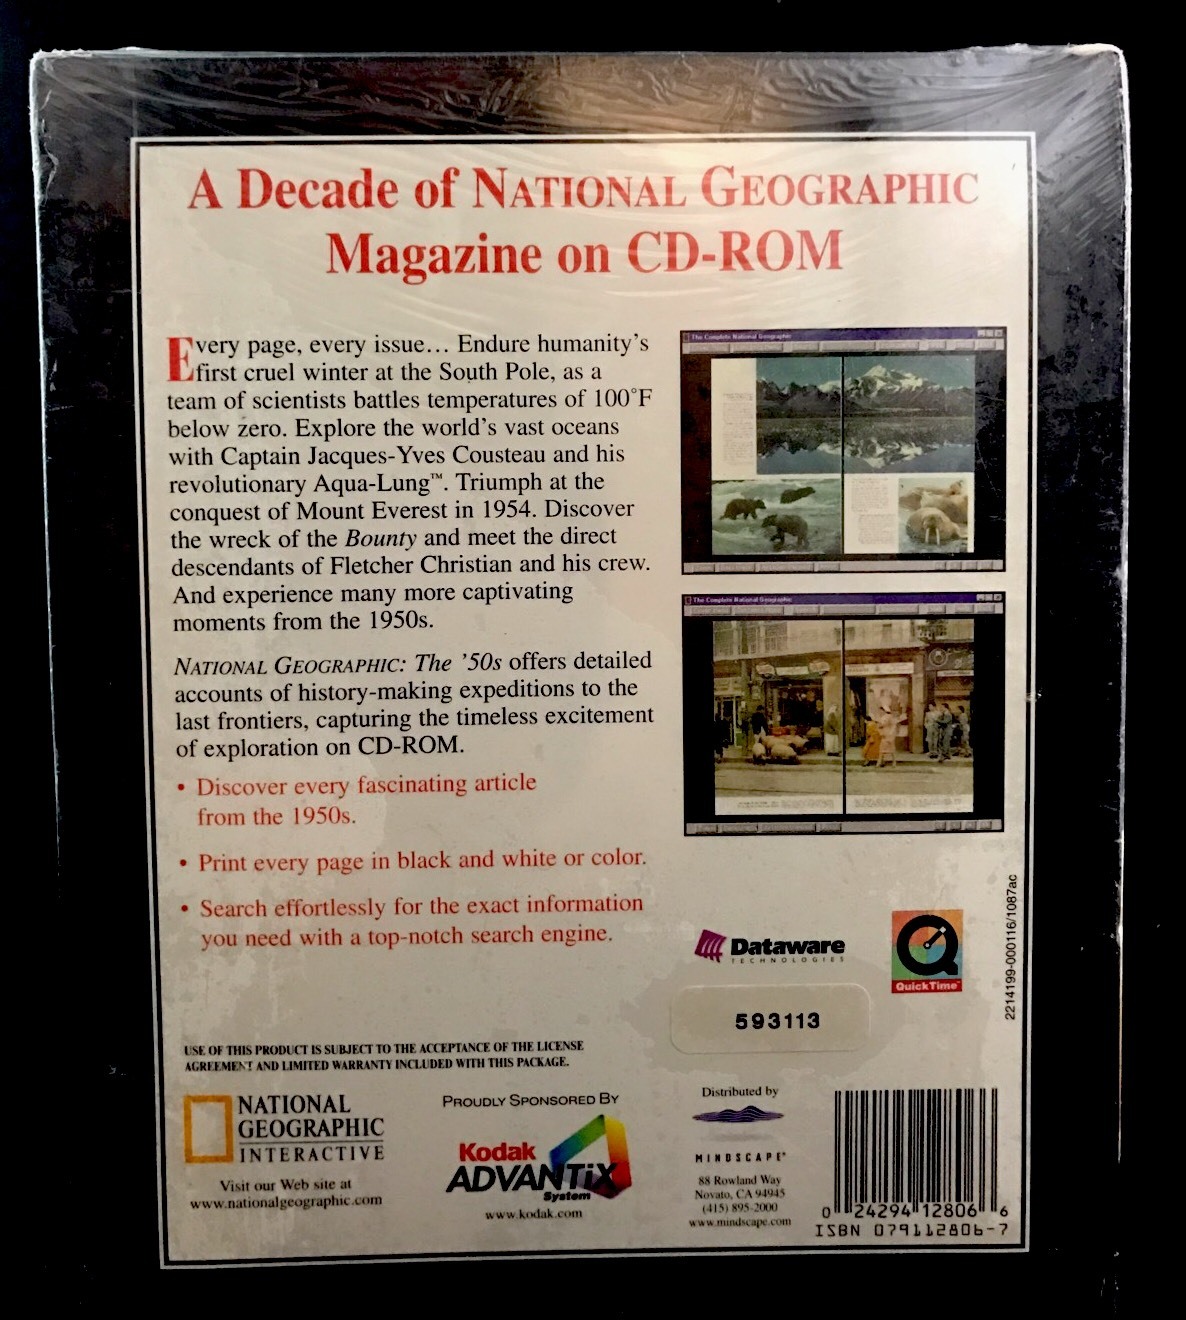 A Decade of NATIONAL GEOGRAPHIC
Magazine on CD-ROM
Every page, every issue... Endure humanity's
first cruel winter at the South Pole, as a
team of scientists battles temperatures of 100°F
below zero. Explore the world's vast oceans
with Captain Jacques-Yves Cousteau and his
revolutionary Aqua-Lung™. Triumph at the
conquest of Mount Everest in 1954. Discover
the wreck of the Bounty and meet the direct
descendants of Fletcher Christian and his crew.
And experience many more captivating
moments from the 1950s.
NATIONAL GEOGRAPHIC: The '50s offers detailed
accounts of history-making expeditions to the
last frontiers, capturing the timeless excitement
of exploration on CD-ROM.
• Discover every fascinating article
from the 1950s.
• Print every page in black and white or color.
• Search effortlessly for the exact information
you need with a top-notch search engine.
The Complete National Geographic
The Complete National Geographic
Dataware
TECHNOLOGIES
QuickTime™
2214199-000116/1087ac
593113
USE OF THIS PRODUCT IS SUBJECT TO THE ACCEPTANCE OF THE LICENSE
AGREEMENT AND LIMITED WARRANTY INCLUDED WITH THIS PACKAGE.
NATIONAL
GEOGRAPHIC
INTERACTIVE
Visit our Web site at
www.nationalgeographic.com
PROUDLY SPONSORED BY
Kodak
ADVANTiX
System
www.kodak.com
Distributed by
MINDSCAPE®
88 Rowland Way
Novato, CA 94945
(415) 895-2000
www.mindscape.com
0 24294 12806 6
ISBN 079112806-7